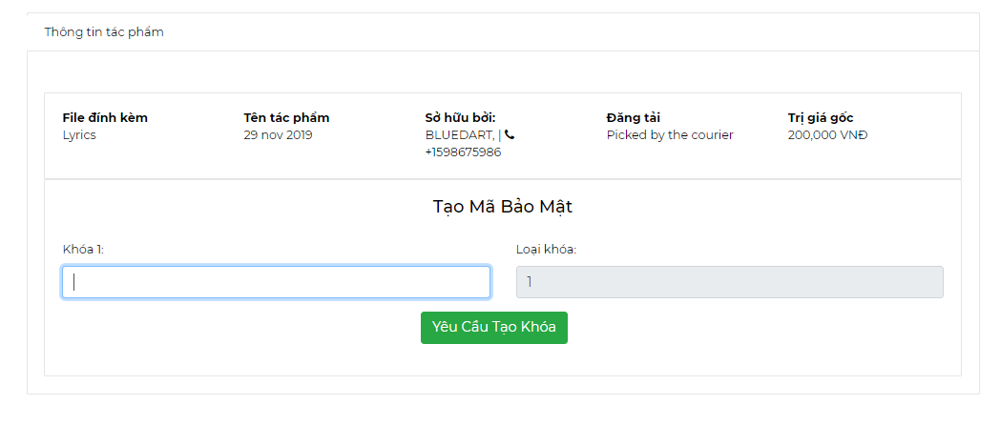 Thông tin tác phẩm
File đính kèm
Lyrics
Tên tác phẩm
29 nov 2019
Sở hữu bởi:
BLUEDART, |
+1598675986
Đăng tải
Picked by the courier
Trị giá gốc
200,000 VNĐ
Tạo Mã Bảo Mật
Khóa 1:
Loại khóa:
1
Yêu Cầu Tạo Khóa